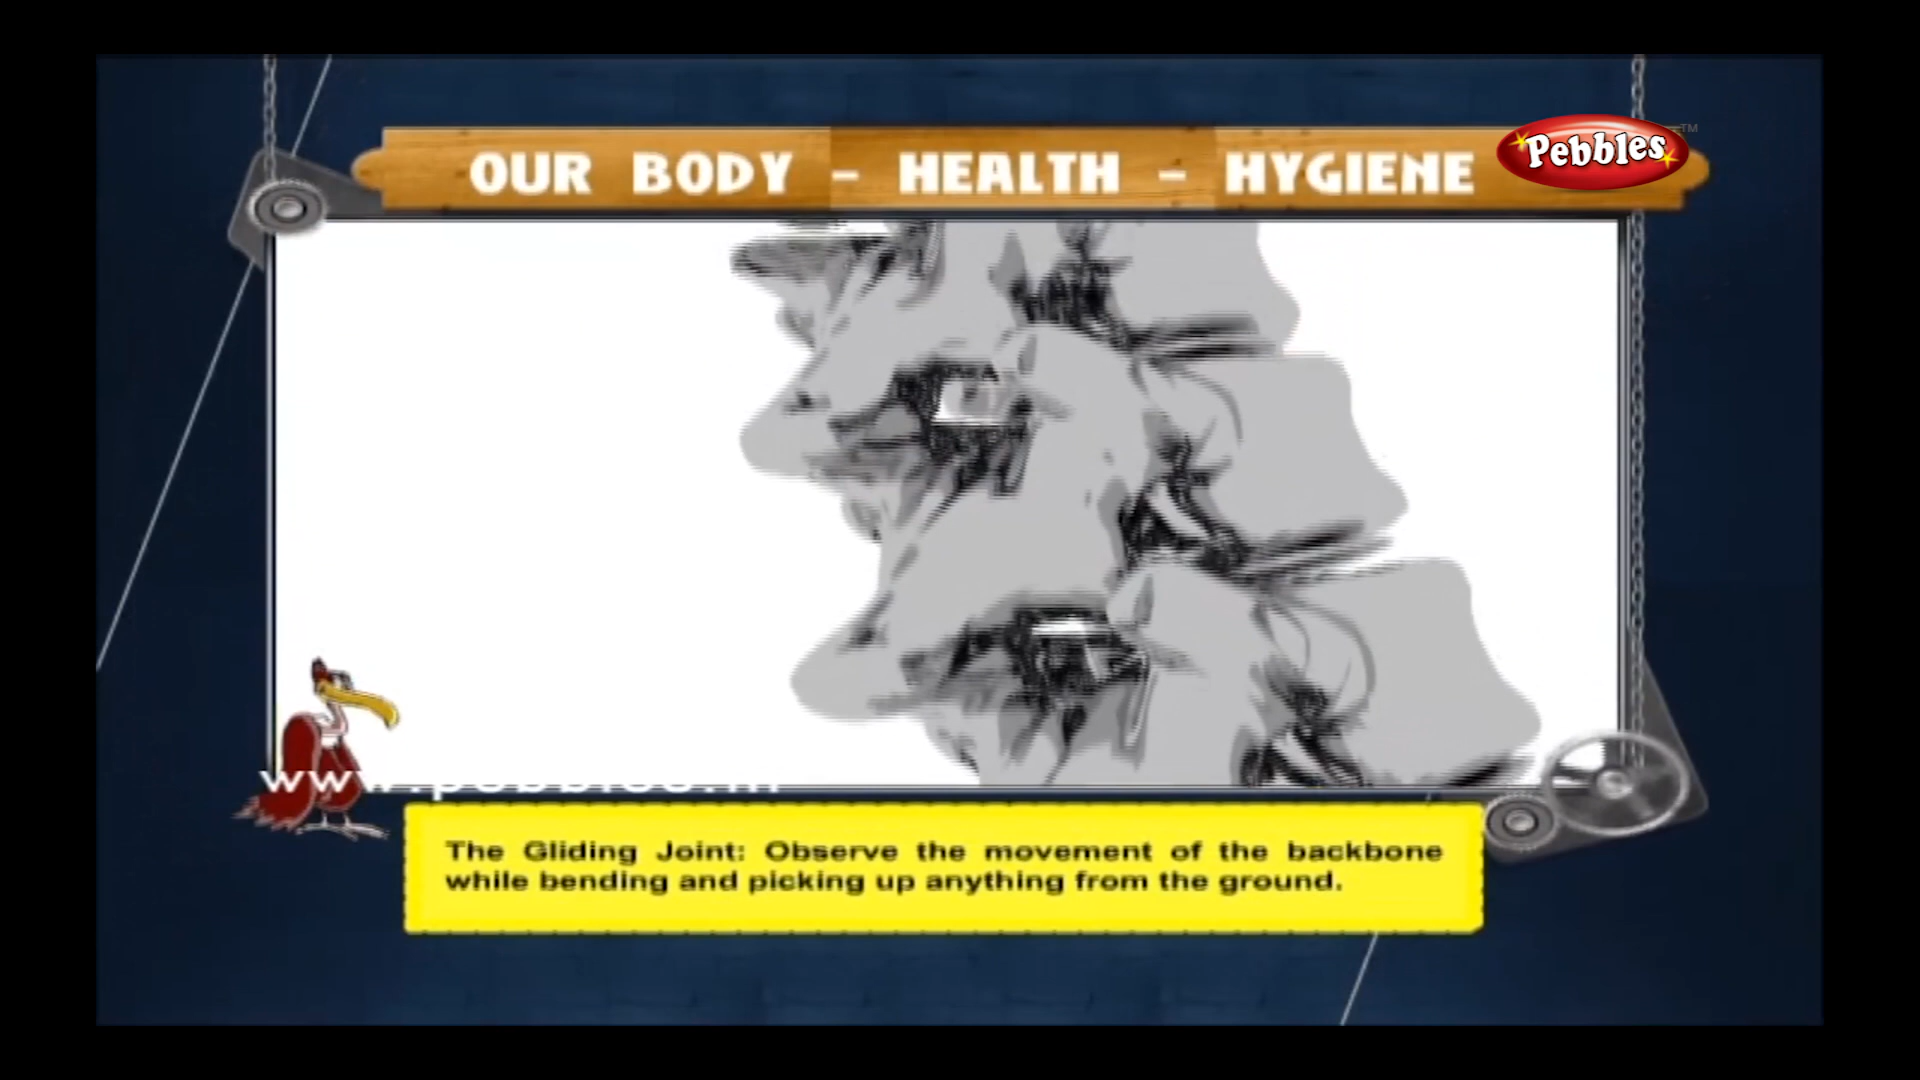 OUR BODY - HEALTH - HYGIENE
Pebbles™
The Gliding Joint: Observe the movement of the backbone
while bending and picking up anything from the ground.